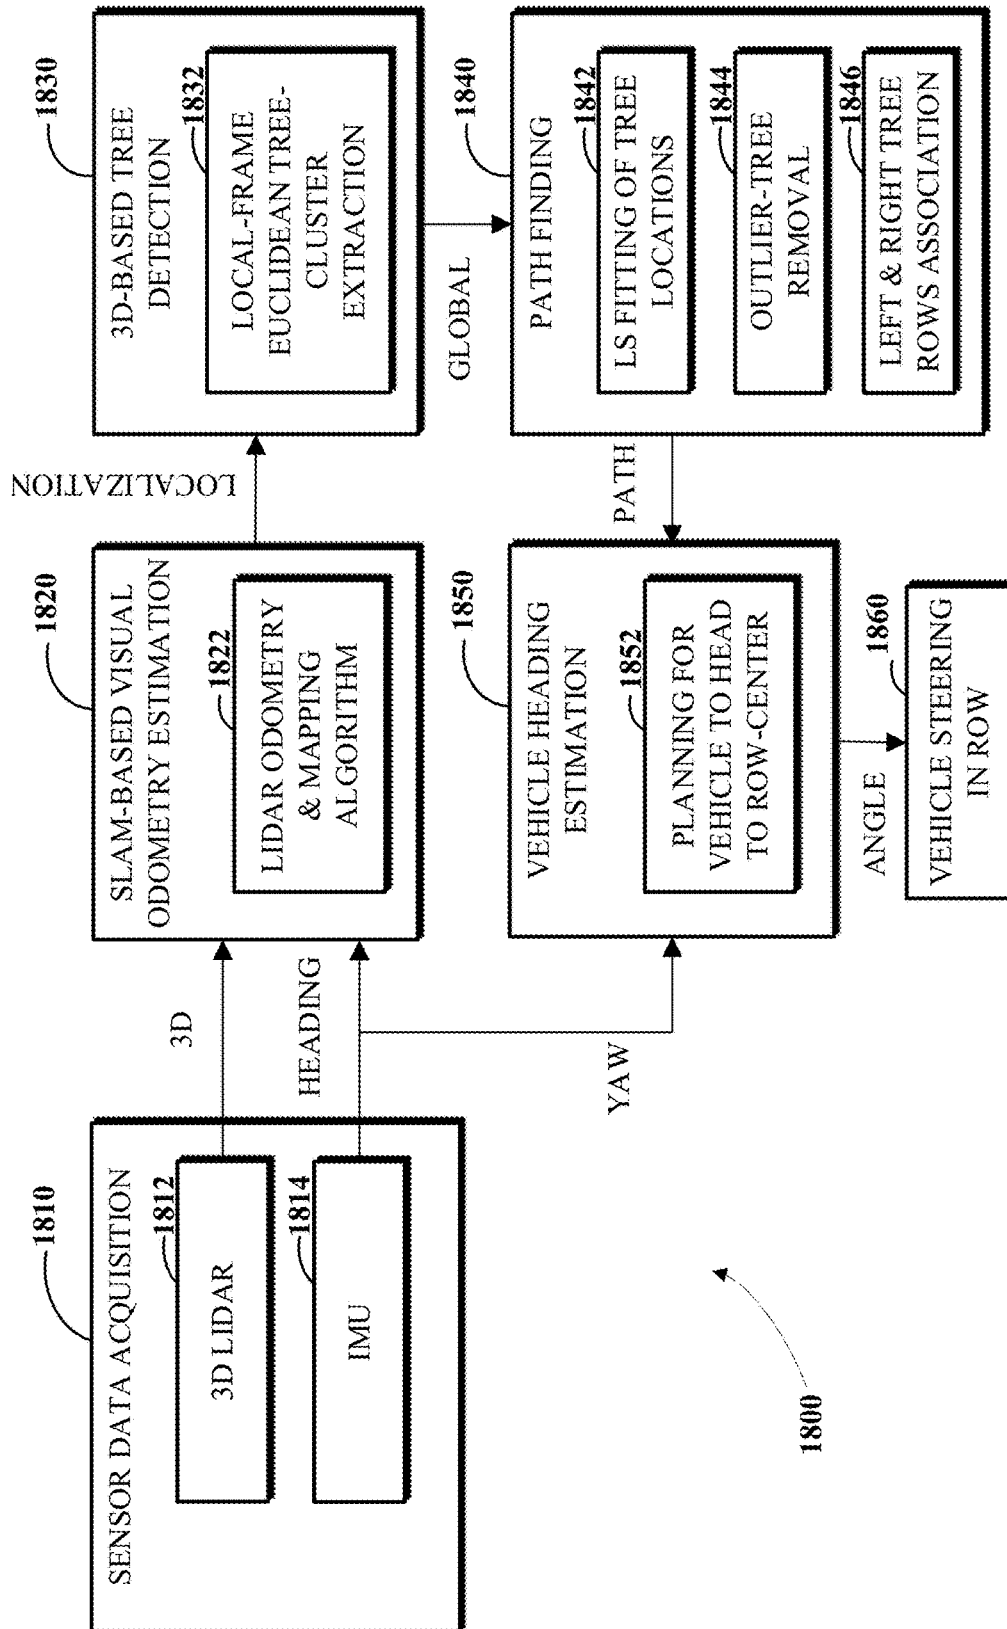 1810
SENSOR DATA ACQUISITION
1812
3D LIDAR
1814
IMU
3D
HEADING
YAW
1820
SLAM-BASED VISUAL
ODOMETRY ESTIMATION
1822
LIDAR ODOMETRY
& MAPPING
ALGORITHM
LOCALIZATION
1830
3D-BASED TREE
DETECTION
1832
LOCAL-FRAME
EUCLIDEAN TREE-
CLUSTER
EXTRACTION
GLOBAL
1840
PATH FINDING
1842
LS FITTING OF TREE
LOCATIONS
1844
OUTLIER-TREE
REMOVAL
1846
LEFT & RIGHT TREE
ROWS ASSOCIATION
PATH
1850
VEHICLE HEADING
ESTIMATION
1852
PLANNING FOR
VEHICLE TO HEAD
TO ROW-CENTER
ANGLE
1860
VEHICLE STEERING
IN ROW
1800